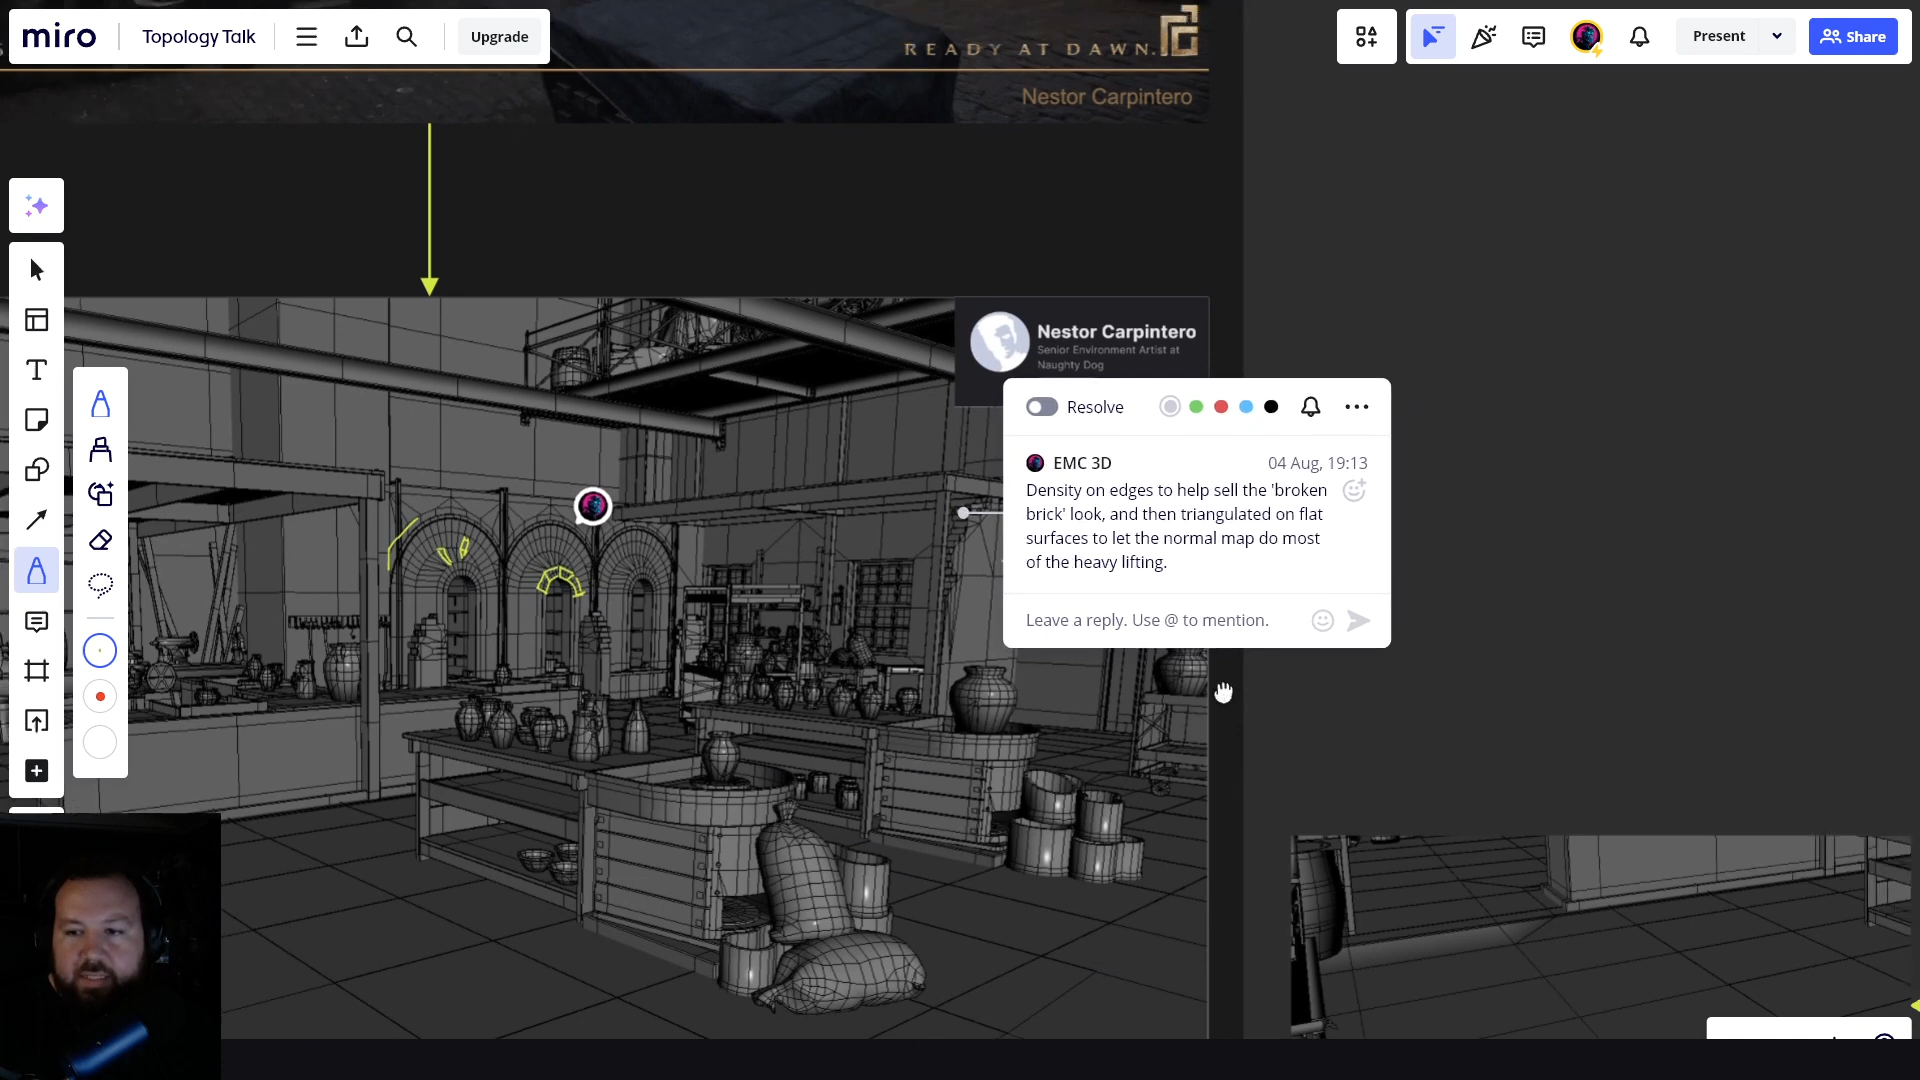 miro
Topology Talk
Upgrade
Present
Share
READY AT DAWN.
Nestor Carpintero
Nestor Carpintero
Senior Environment Artist at
Naughty Dog
Resolve
EMC 3D
04 Aug, 19:13
Density on edges to help sell the 'broken
brick' look, and then triangulated on flat
surfaces to let the normal map do most
of the heavy lifting.
Leave a reply. Use @ to mention.